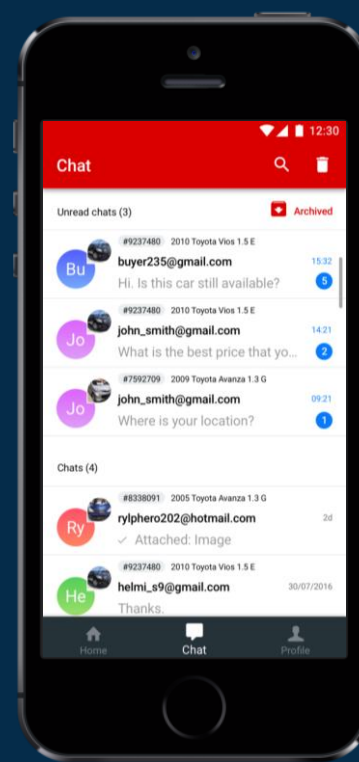 12:30
Chat
Unread chats (3) Archived
#9237480 2010 Toyota Vios 1.5 E
Bu buyer235@gmail.com 15:32
Hi. Is this car still available? 5
#9237480 2010 Toyota Vios 1.5 E
Jo john_smith@gmail.com 14:21
What is the best price that yo... 2
#7592709 2009 Toyota Avanza 1.3 G
Jo john_smith@gmail.com 09:21
Where is your location? 1
Chats (4)
#8338091 2005 Toyota Avanza 1.3 G
Ry rylphero202@hotmail.com 2d
Attached: Image
#9237480 2010 Toyota Vios 1.5 E
He helmi_s9@gmail.com 30/07/2016
Thanks.
Home Chat Profile